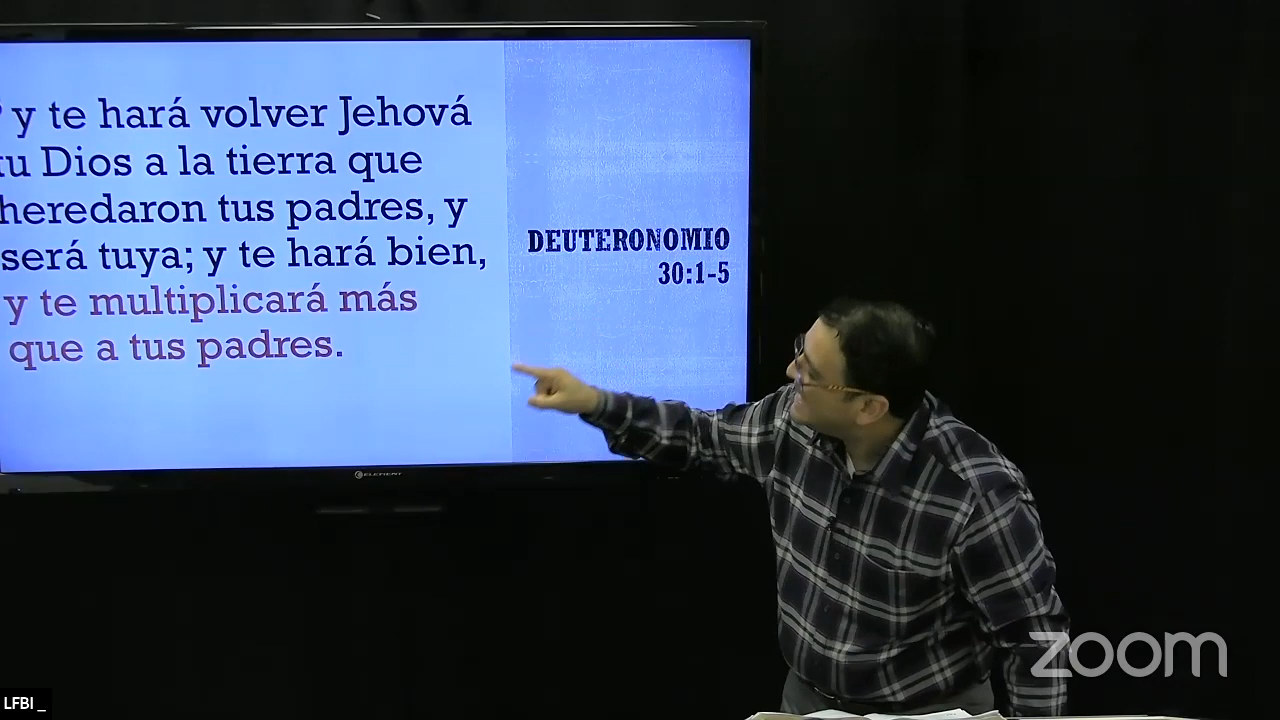 y te hará volver Jehová
tu Dios a la tierra que
heredaron tus padres, y
será tuya; y te hará bien,
y te multiplicará más
que a tus padres.
DEUTERONOMIO
30:1-5
ELEMENT
zoom
LFBI _